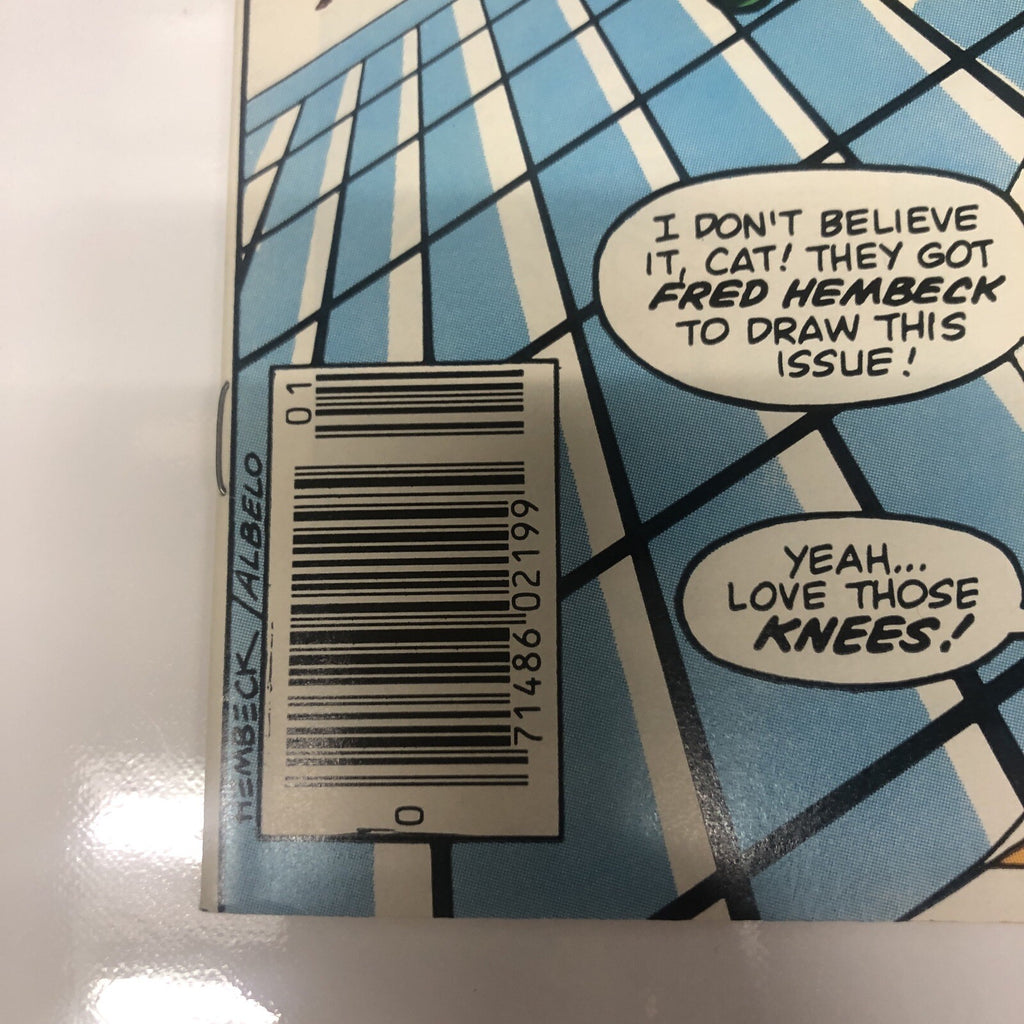 I DON'T BELIEVE
IT, CAT! THEY GOT
FRED HEMBECK
TO DRAW THIS
ISSUE!
YEAH...
LOVE THOSE
KNEES!
HEMBECK/ALBELO
01
71486 02199
0